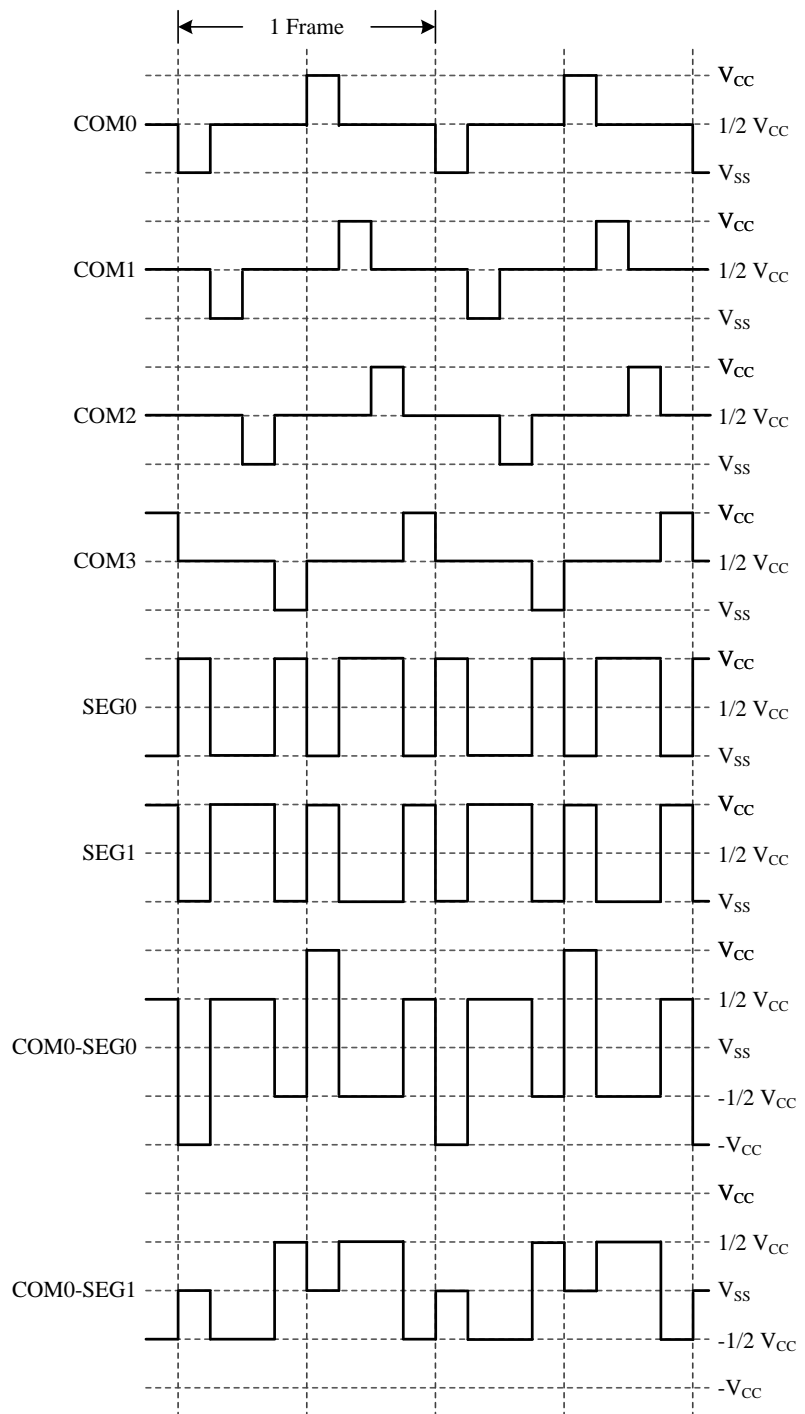 1 Frame
V_CC
COM0 1/2 V_CC
V_SS
V_CC
COM1 1/2 V_CC
V_SS
V_CC
COM2 1/2 V_CC
V_SS
V_CC
COM3 1/2 V_CC
V_SS
V_CC
SEG0 1/2 V_CC
V_SS
V_CC
SEG1 1/2 V_CC
V_SS
V_CC
1/2 V_CC
COM0-SEG0 V_SS
-1/2 V_CC
-V_CC
V_CC
1/2 V_CC
COM0-SEG1 V_SS
-1/2 V_CC
-V_CC